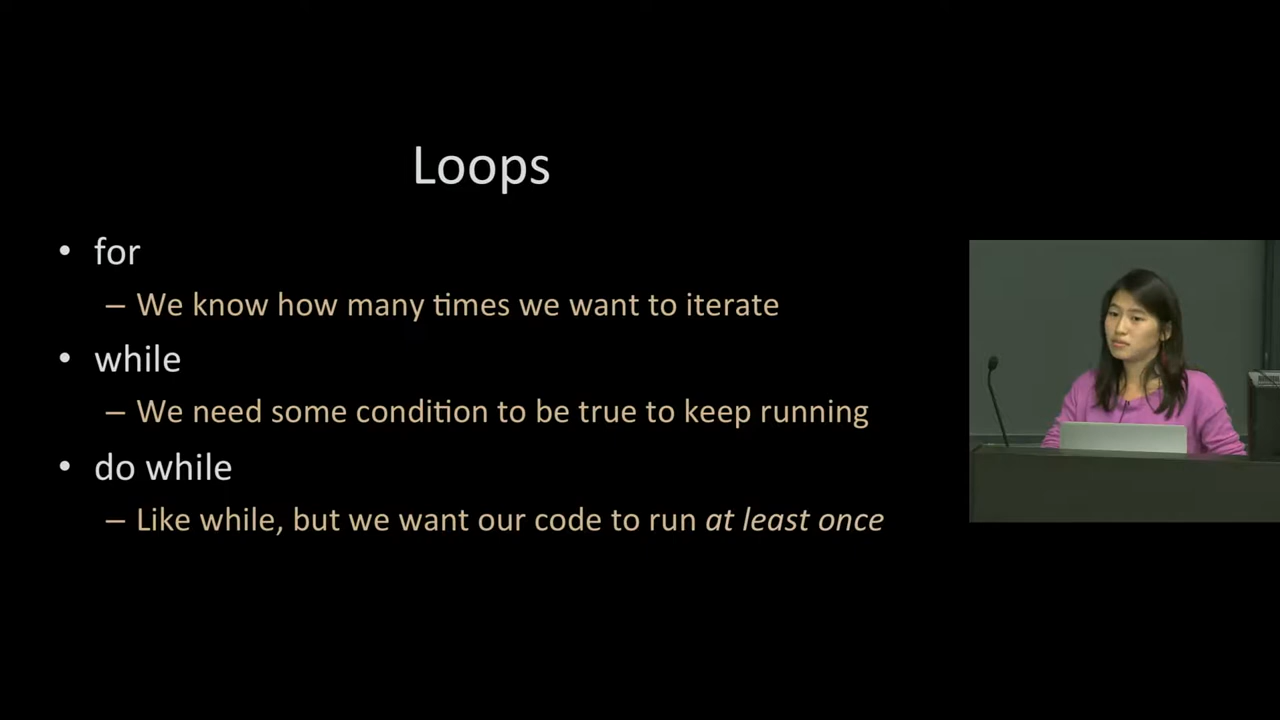 Loops
• for
– We know how many times we want to iterate
• while
– We need some condition to be true to keep running
• do while
– Like while, but we want our code to run at least once